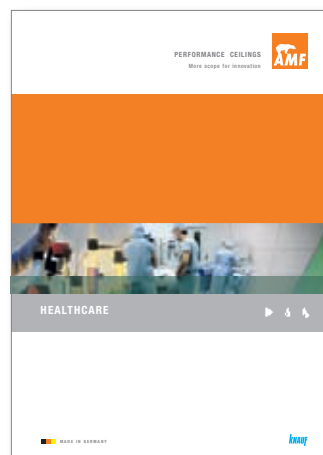 PERFORMANCE CEILINGS
More scope for innovation
AMF
HEALTHCARE
MADE IN GERMANY
KNAUF